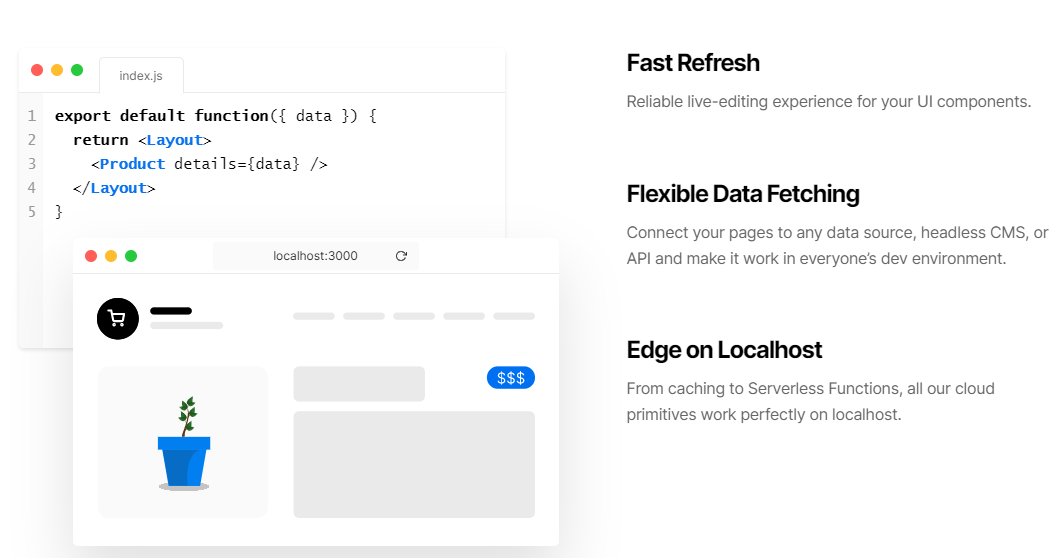 index.js
1 export default function({ data }) {
2   return <Layout>
3     <Product details={data} />
4   </Layout>
5 }
localhost:3000
$$$
Fast Refresh
Reliable live-editing experience for your UI components.
Flexible Data Fetching
Connect your pages to any data source, headless CMS, or
API and make it work in everyone’s dev environment.
Edge on Localhost
From caching to Serverless Functions, all our cloud
primitives work perfectly on localhost.